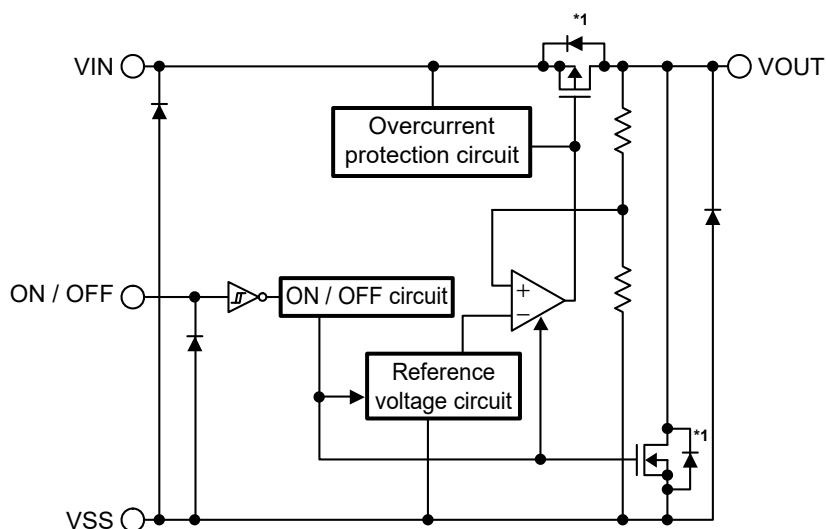 *1
VIN
VOUT
Overcurrent
protection circuit
ON / OFF
ON / OFF circuit
+
−
Reference
voltage circuit
*1
VSS